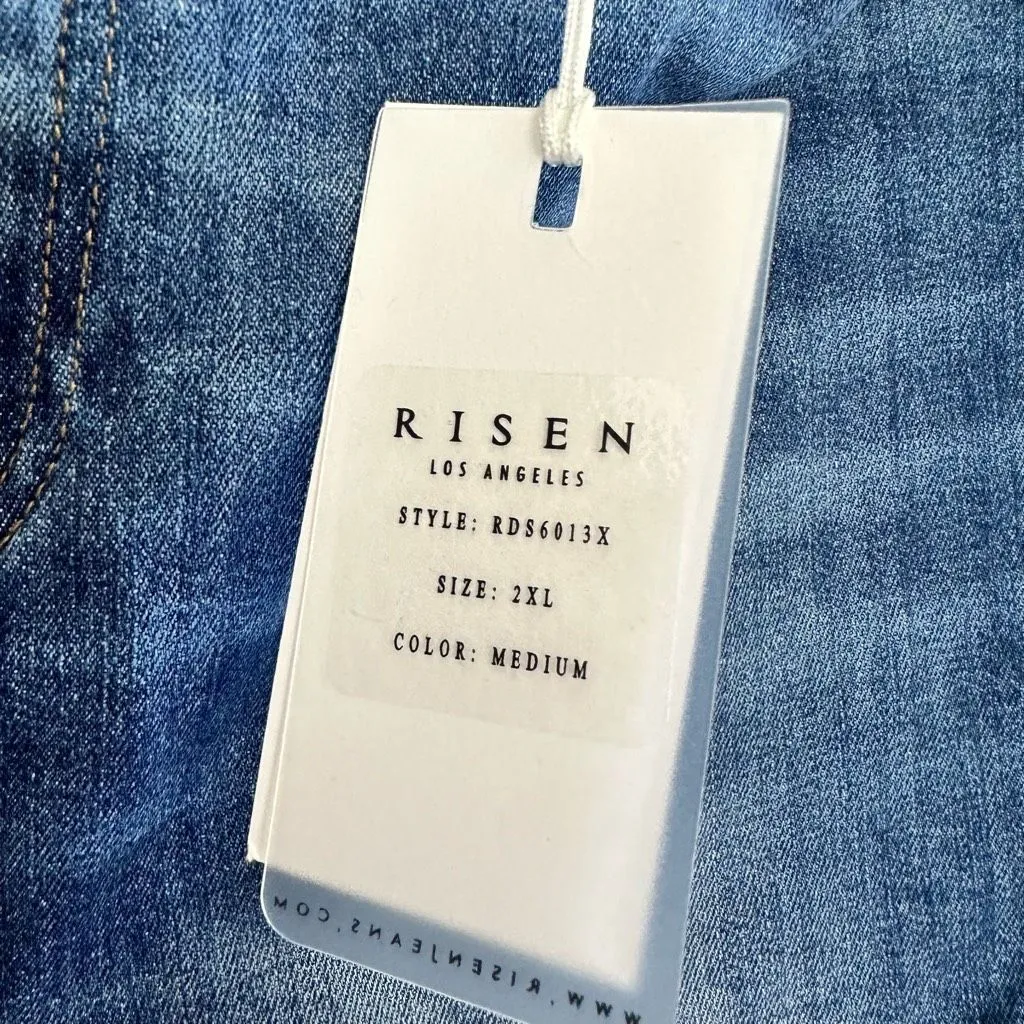 RISEN
LOS ANGELES
STYLE: RDS6013X
SIZE: 2XL
COLOR: MEDIUM
WWW.RISENJEANS.COM